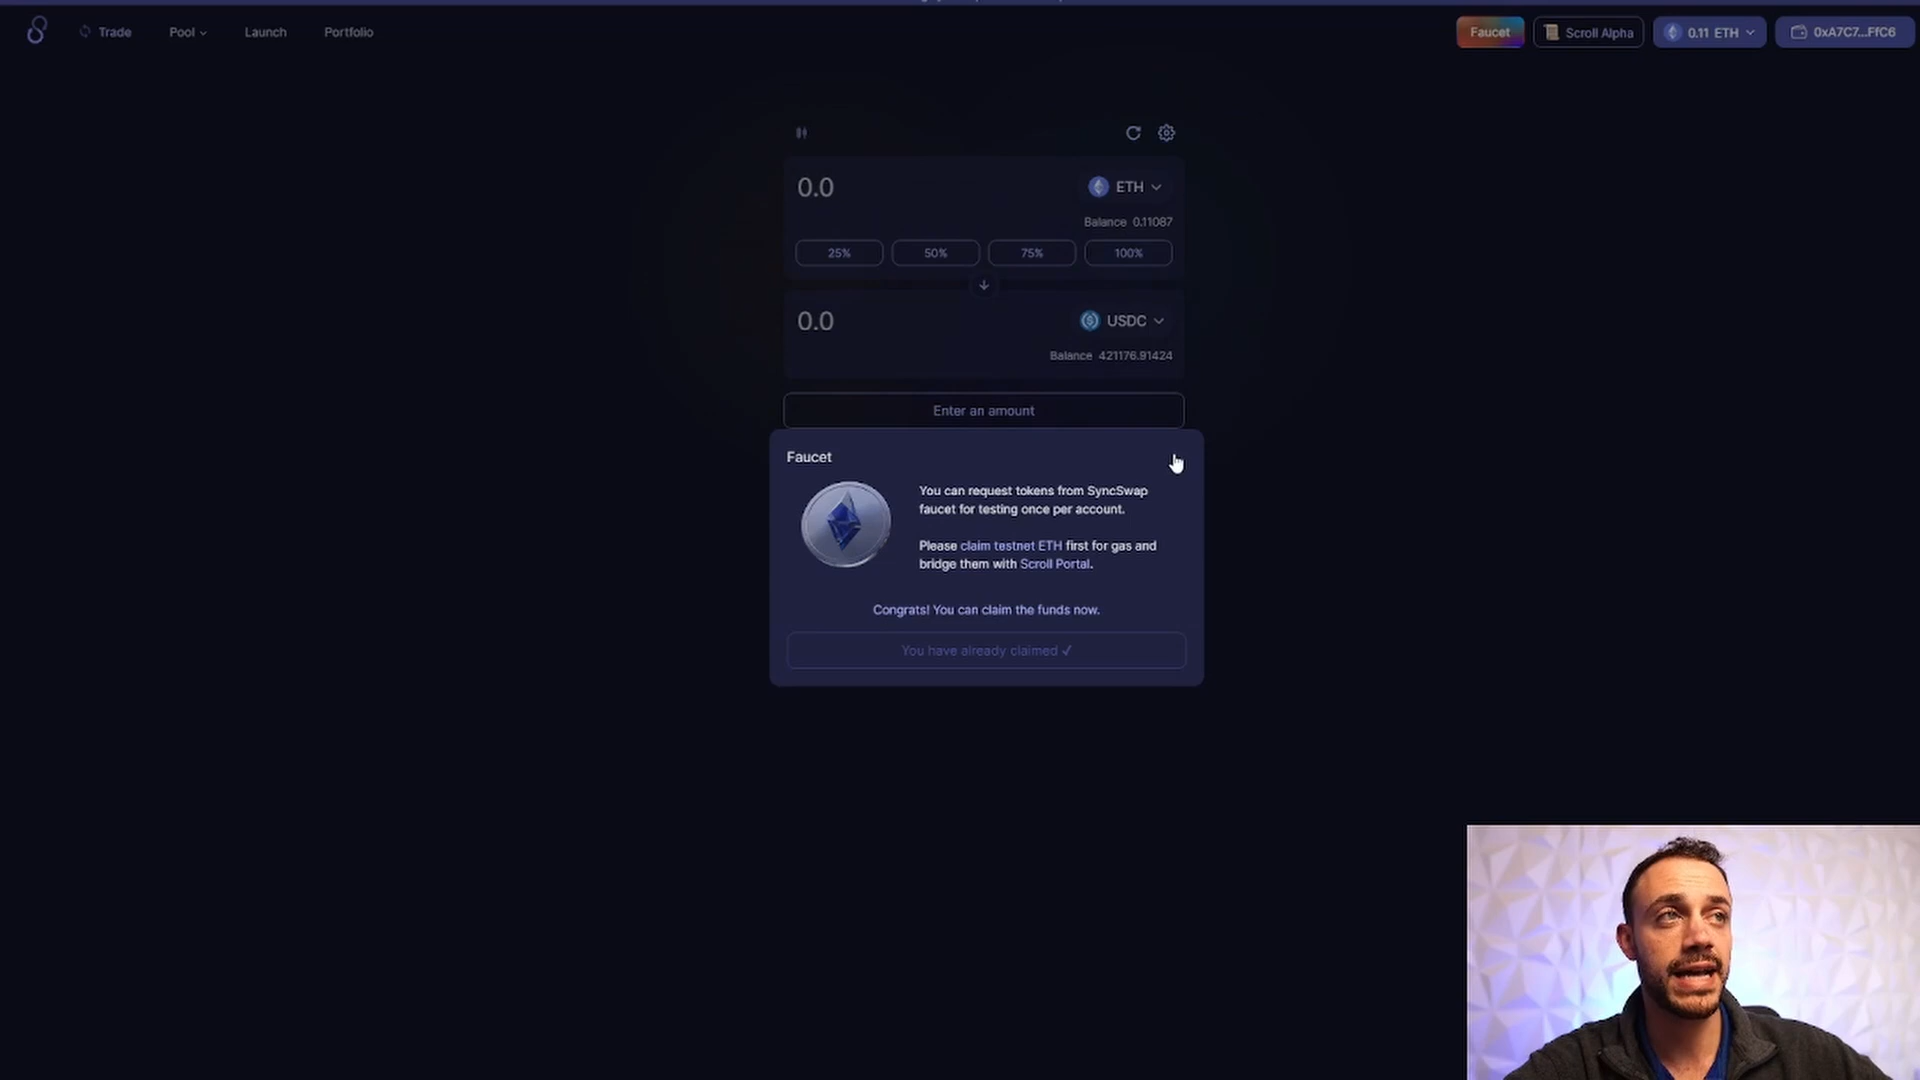 Trade
Pool
Launch
Portfolio
Faucet
Scroll Alpha
0.11 ETH
0xA7C7...FfC6
0.0
ETH
Balance 0.11087
25%
50%
75%
100%
0.0
USDC
Balance 421176.91424
Enter an amount
Faucet
You can request tokens from SyncSwap
faucet for testing once per account.
Please claim testnet ETH first for gas and
bridge them with Scroll Portal.
Congrats! You can claim the funds now.
You have already claimed ✓